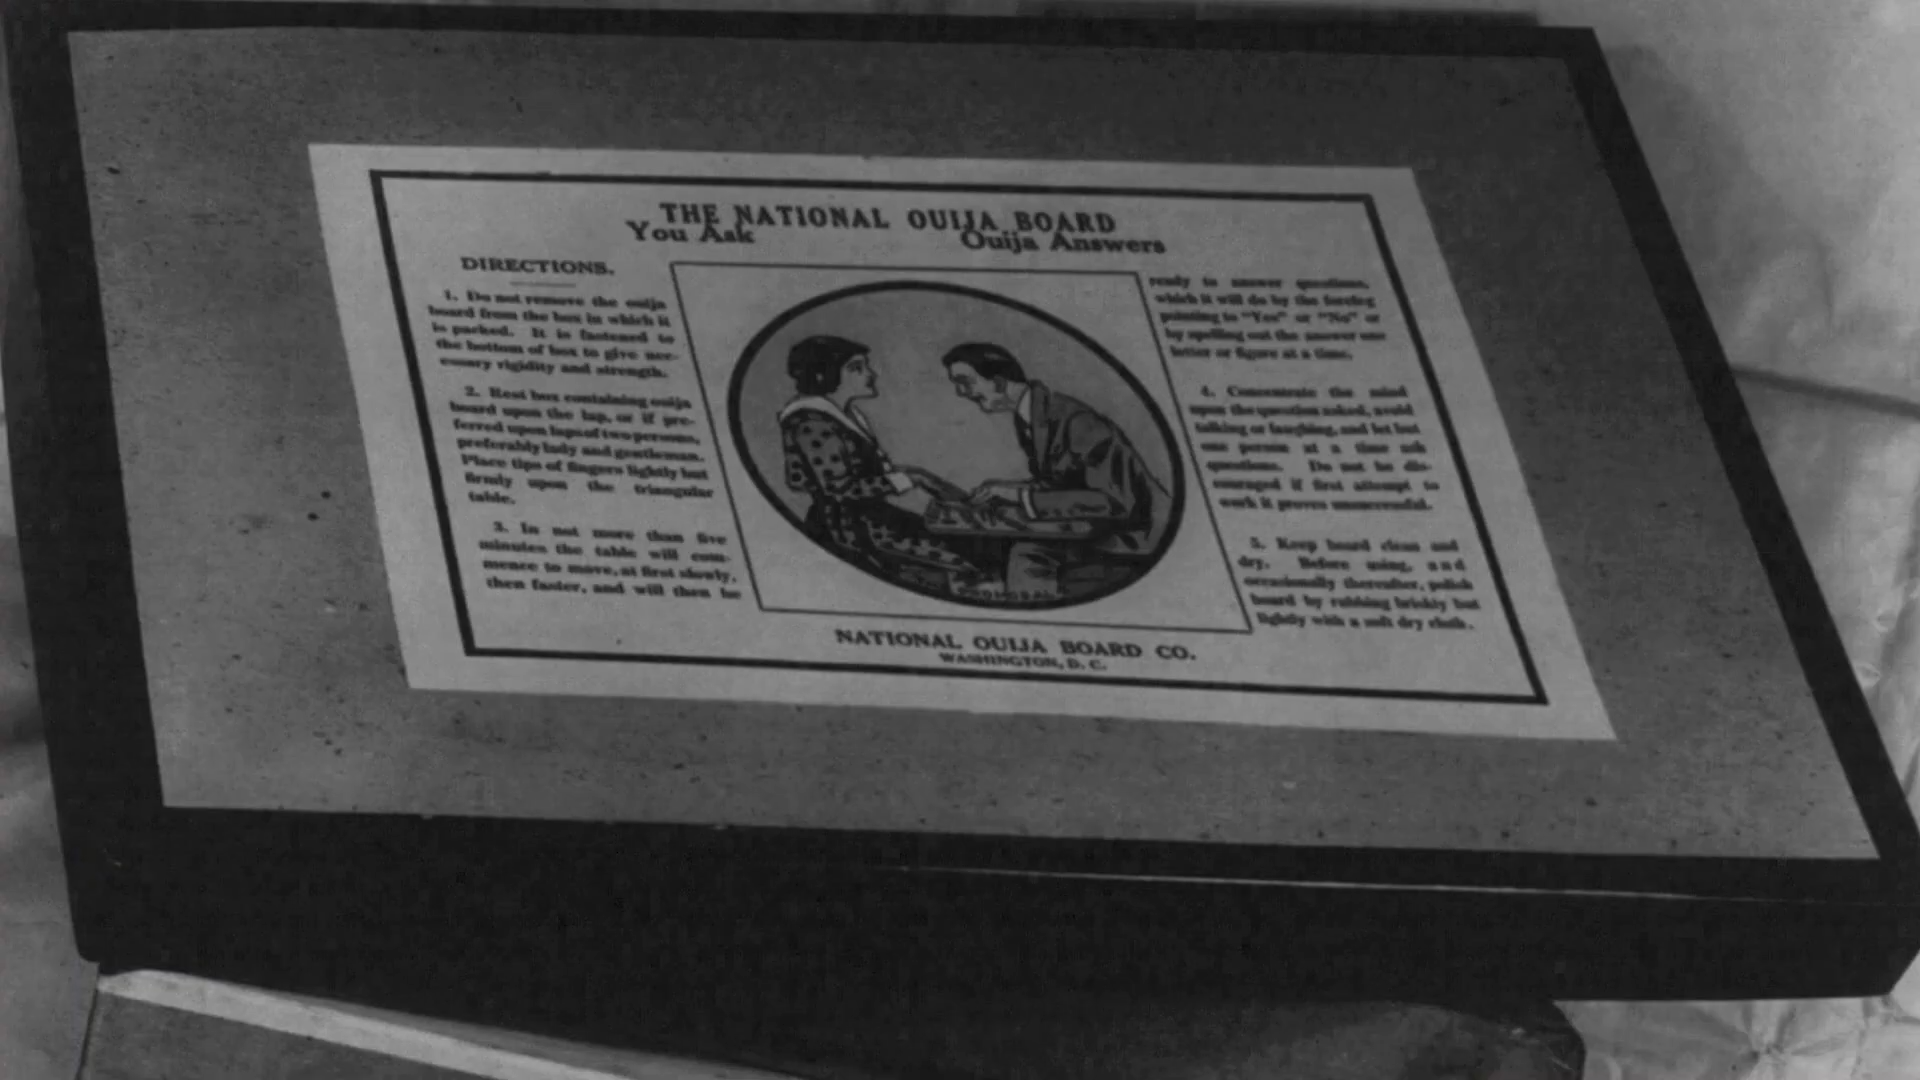 THE NATIONAL OUIJA BOARD
You Ask Ouija Answers
DIRECTIONS.
1. Do not remove the ouija
board from the box in which it
is packed. It is fastened to
the bottom of box to give nec-
essary rigidity and strength.
2. Rest box containing ouija
board upon the lap, or if pre-
ferred upon laps of two persons,
preferably lady and gentleman.
Place tips of fingers lightly but
firmly upon the triangular
table.
3. In not more than five
minutes the table will com-
mence to move, at first slowly,
then faster, and will then be
ready to answer questions,
which it will do by the foreleg
pointing to "Yes" or "No" or
by spelling out the answer one
letter or figure at a time.
4. Concentrate the mind
upon the question asked, avoid
talking or laughing, and let but
one person at a time ask
questions. Do not be dis-
couraged if first attempt to
work it proves unsuccessful.
5. Keep board clean and
dry. Before using, and
occasionally thereafter, polish
board by rubbing briskly but
lightly with a soft dry cloth.
NATIONAL OUIJA BOARD CO.
WASHINGTON, D. C.